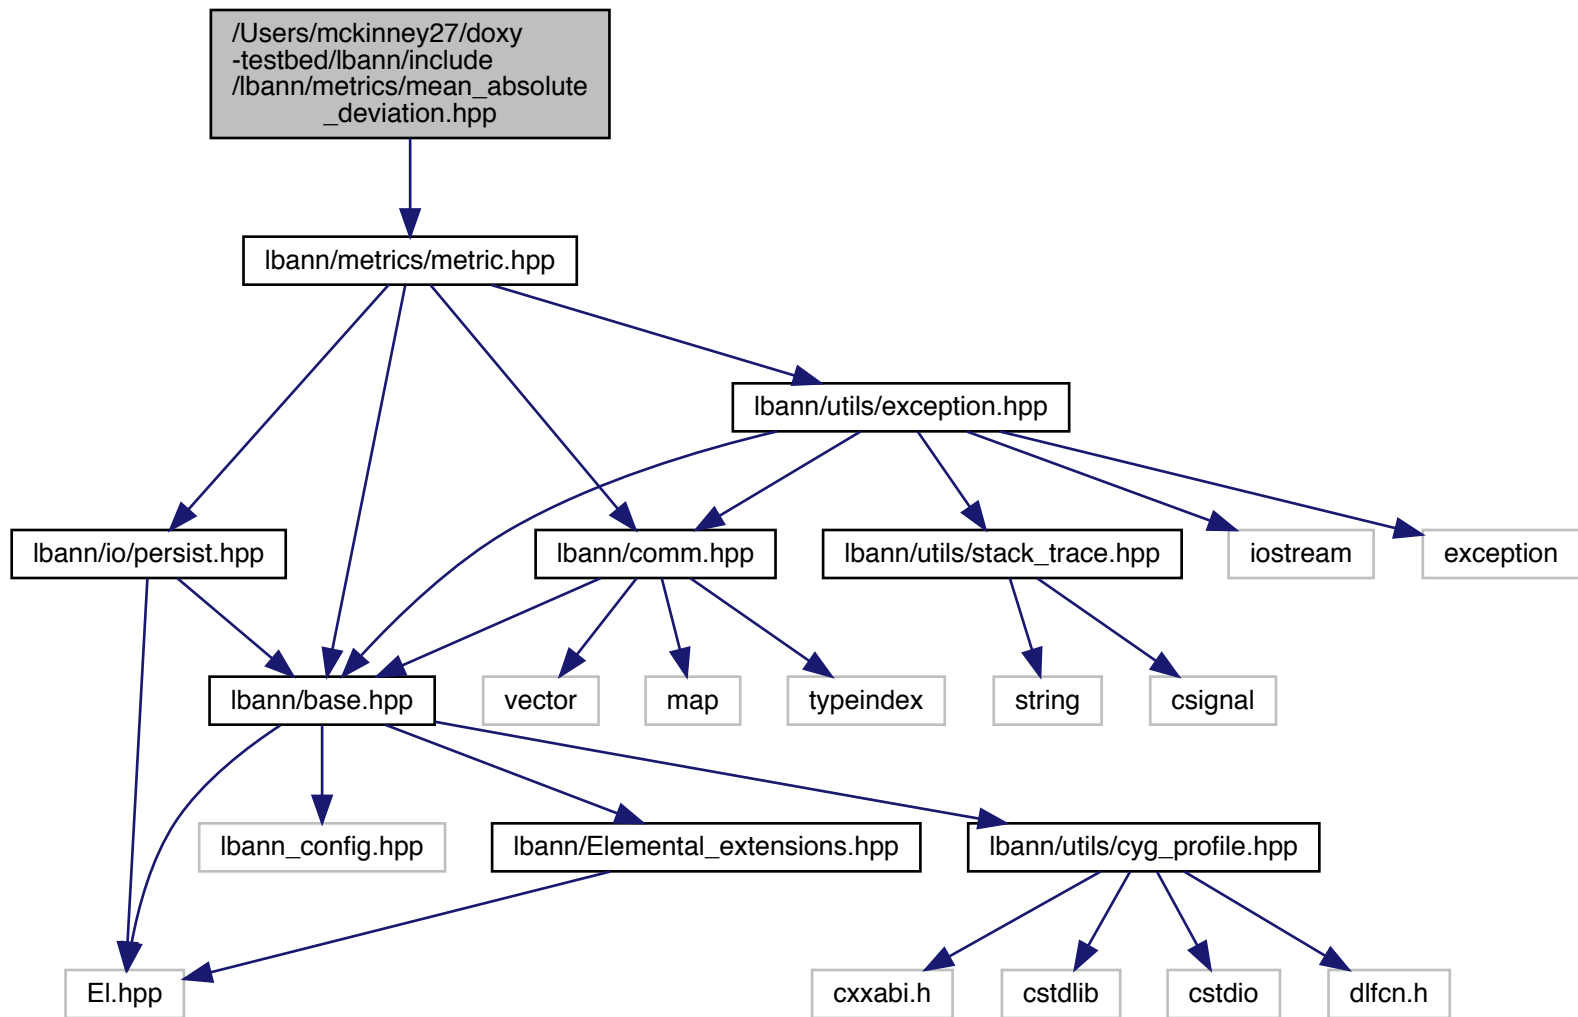 /Users/mckinney27/doxy
-testbed/lbann/include
/lbann/metrics/mean_absolute
_deviation.hpp
lbann/metrics/metric.hpp
lbann/utils/exception.hpp
lbann/io/persist.hpp
lbann/comm.hpp
lbann/utils/stack_trace.hpp
iostream
exception
lbann/base.hpp
vector
map
typeindex
string
csignal
lbann_config.hpp
lbann/Elemental_extensions.hpp
lbann/utils/cyg_profile.hpp
El.hpp
cxxabi.h
cstdlib
cstdio
dlfcn.h